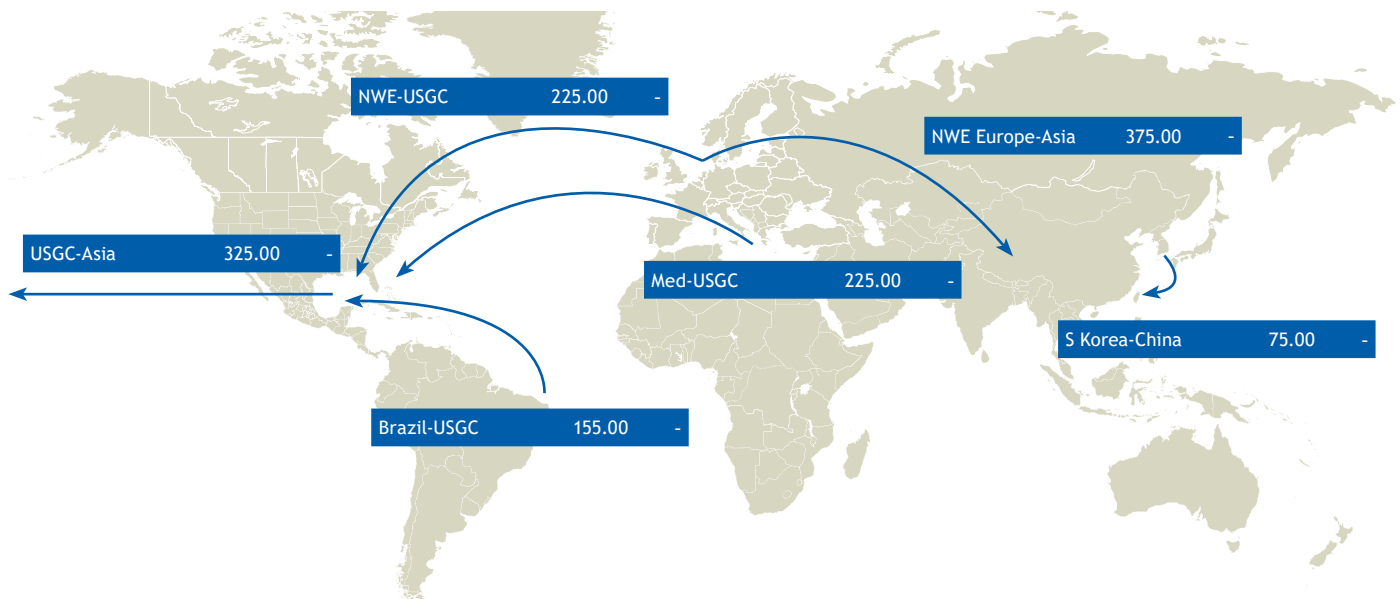 NWE-USGC 225.00 -
NWE Europe-Asia 375.00 -
USGC-Asia 325.00 -
Med-USGC 225.00 -
S Korea-China 75.00 -
Brazil-USGC 155.00 -